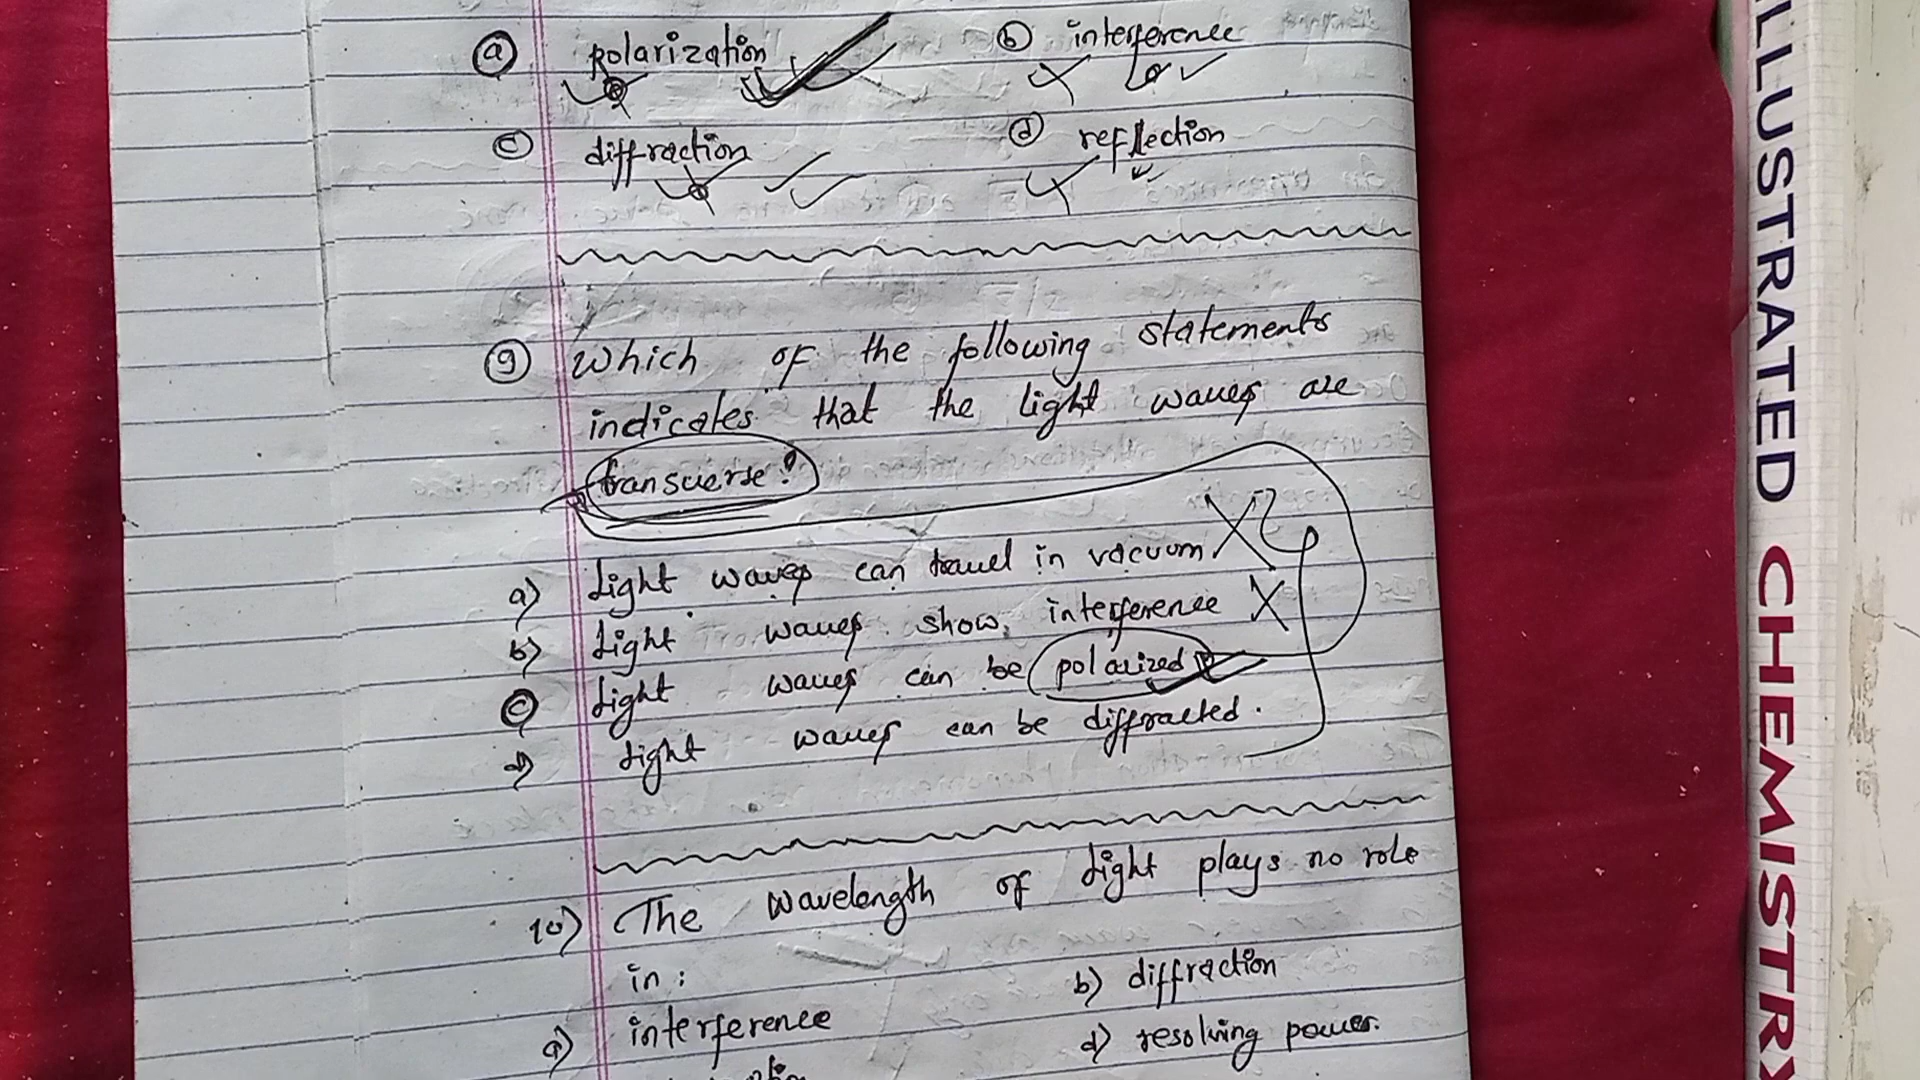 (a) polarization (b) interference
(c) diffraction (d) reflection
(9) Which of the following statements
indicates that the light waves are
transverse?
a) Light waves can travel in vacuum
b) Light waves show interference
(c) Light waves can be polarized
d) Light waves can be diffracted.
10) The wavelength of Light plays no role
in :
b) diffraction
a) interference
d) resolving power.
ILLUSTRATED CHEMISTRY